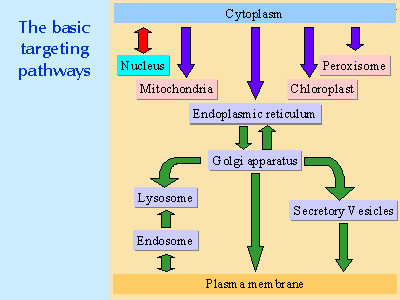 The basic
targeting
pathways
Cytoplasm
Nucleus
Peroxisome
Mitochondria
Chloroplast
Endoplasmic reticulum
Golgi apparatus
Lysosome
Secretory Vesicles
Endosome
Plasma membrane